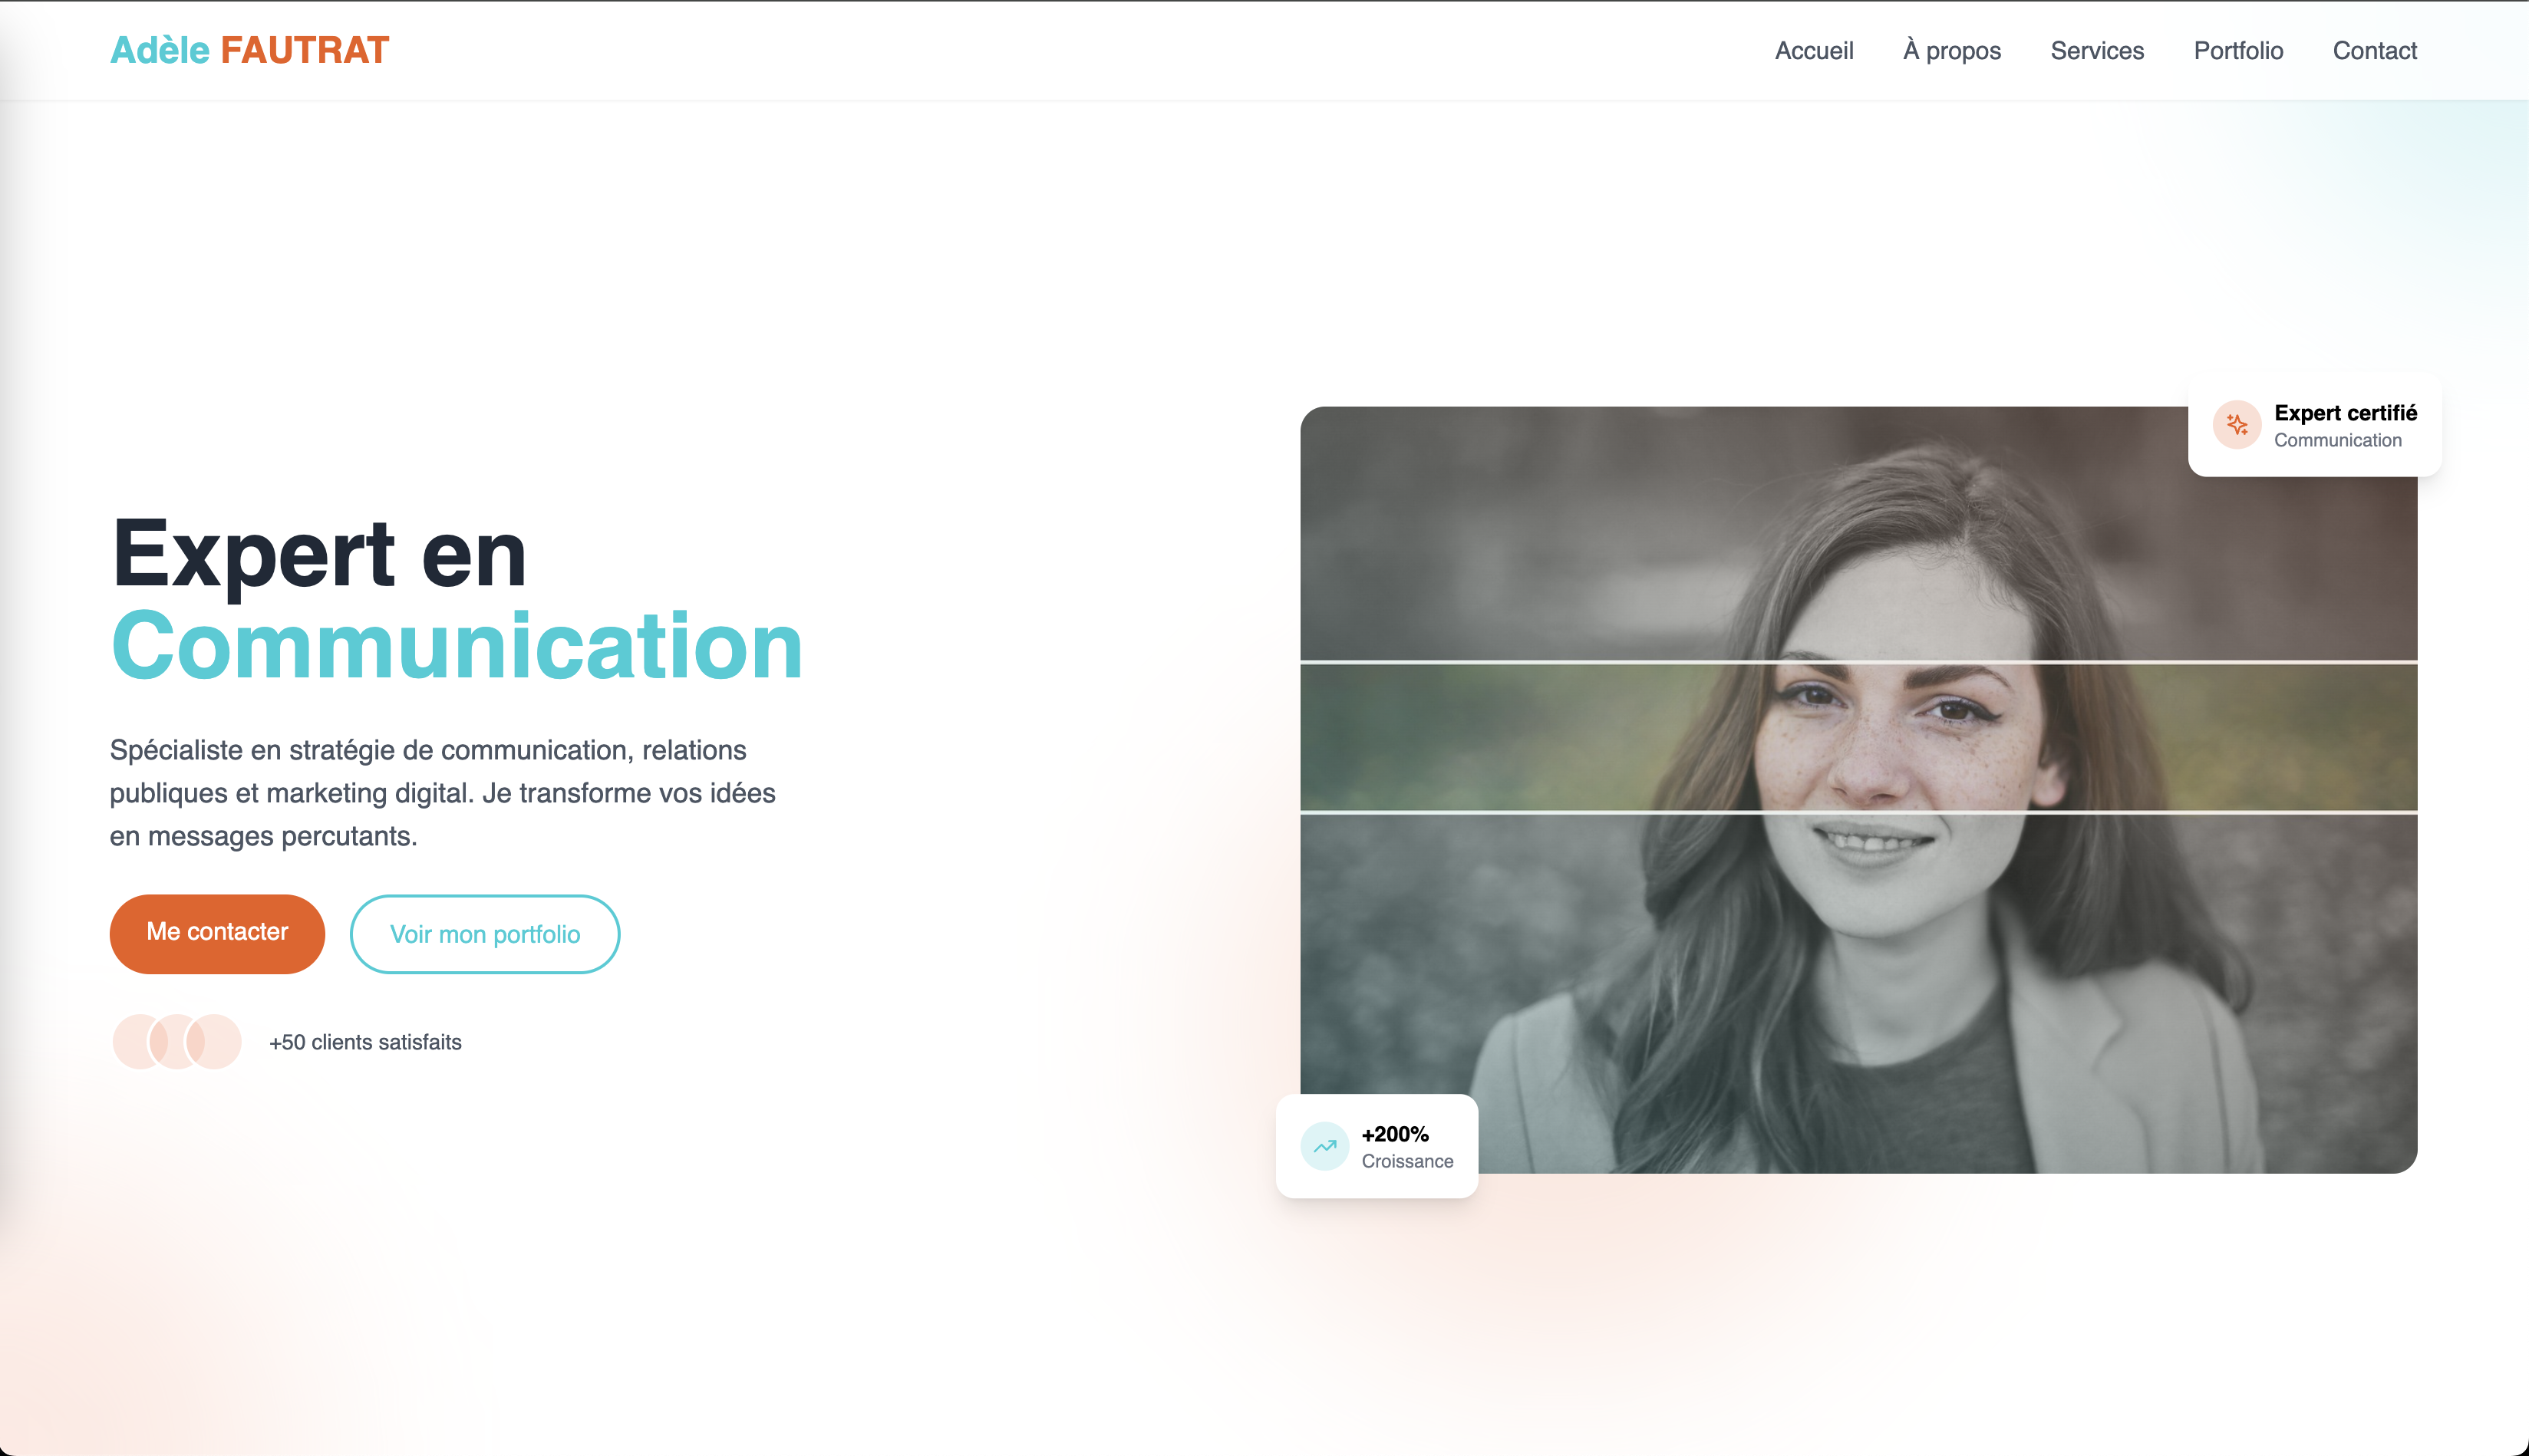 Adèle FAUTRAT
Accueil À propos Services Portfolio Contact
Expert certifié
Communication
Expert en
Communication
Spécialiste en stratégie de communication, relations
publiques et marketing digital. Je transforme vos idées
en messages percutants.
Me contacter
Voir mon portfolio
+50 clients satisfaits
+200%
Croissance